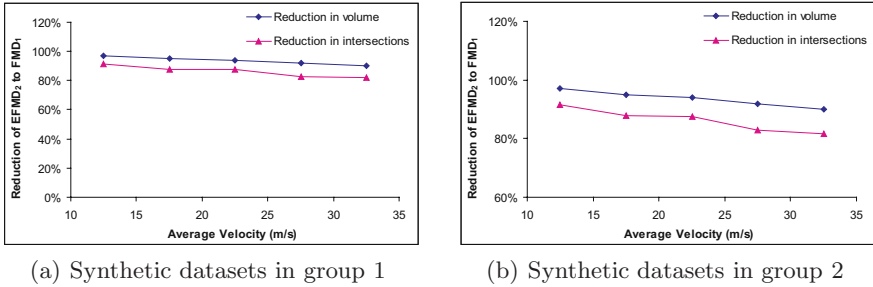 120%
100%
80%
60%
40%
20%
0%
Reduction of EFMD₂ to FMD₁
Reduction in volume
Reduction in intersections
10 15 20 25 30 35
Average Velocity (m/s)
(a) Synthetic datasets in group 1
120%
100%
80%
60%
Reduction of EFMD₂ to FMD₁
Reduction in volume
Reduction in intersections
10 15 20 25 30 35
Average Velocity (m/s)
(b) Synthetic datasets in group 2